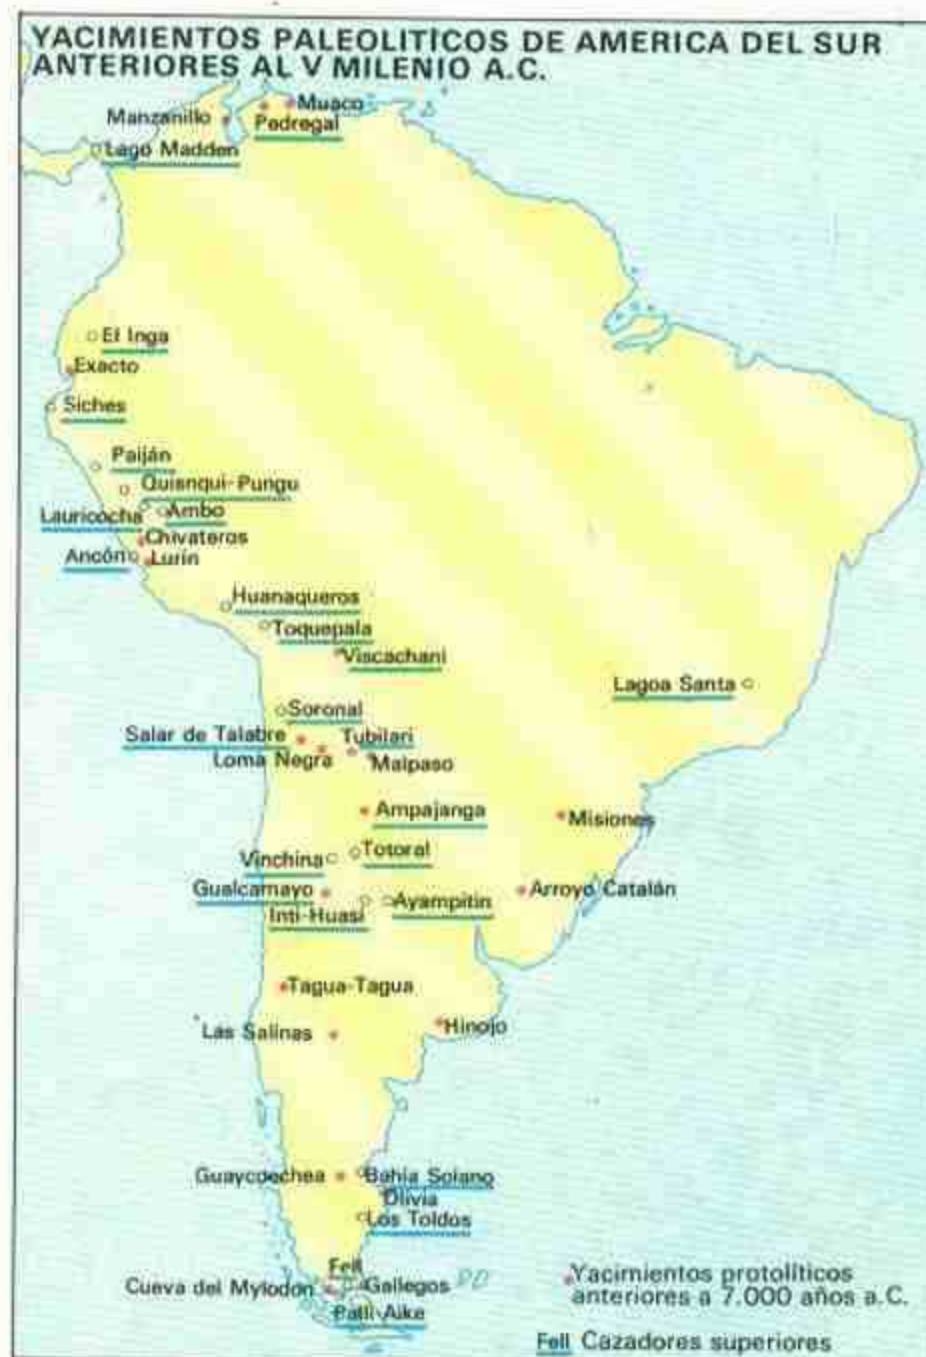 YACIMIENTOS PALEOLITICOS DE AMERICA DEL SUR
ANTERIORES AL V MILENIO A.C.
Muaco
Manzanillo
Pedregal
Lago Madden
El Inga
Exacto
Siches
Paiján
Quisnqui-Pungu
Lauricocha
Ambo
Chivateros
Ancón
Lurín
Huanaqueros
Toquepala
Viscachani
Lagoa Santa
Soronal
Salar de Talabre
Tubilari
Loma Negra
Malpaso
Ampajanga
Misiones
Totoral
Vinchina
Gualcamayo
Arroyo Catalán
Inti-Huasi
Ayampitin
Tagua-Tagua
Las Salinas
Hinojo
Guaycoechea
Bahia Solano
Olivia
Los Toldos
Fell
Cueva del Mylodon
Gallegos
Palli-Aike
Yacimientos protolíticos
anteriores a 7.000 años a.C.
Fell Cazadores superiores